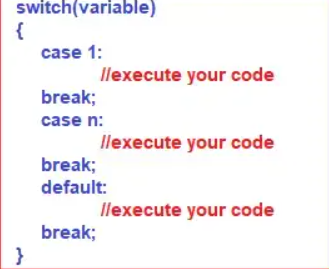 switch(variable)
{
case 1:
//execute your code
break;
case n:
//execute your code
break;
default:
//execute your code
break;
}